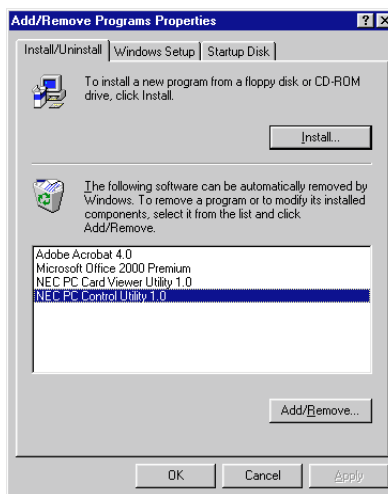 Add/Remove Programs Properties
Install/Uninstall Windows Setup Startup Disk
To install a new program from a floppy disk or CD-ROM
drive, click Install.
Install...
The following software can be automatically removed by
Windows. To remove a program or to modify its installed
components, select it from the list and click
Add/Remove.
Adobe Acrobat 4.0
Microsoft Office 2000 Premium
NEC PC Card Viewer Utility 1.0
NEC PC Control Utility 1.0
Add/Remove...
OK Cancel Apply